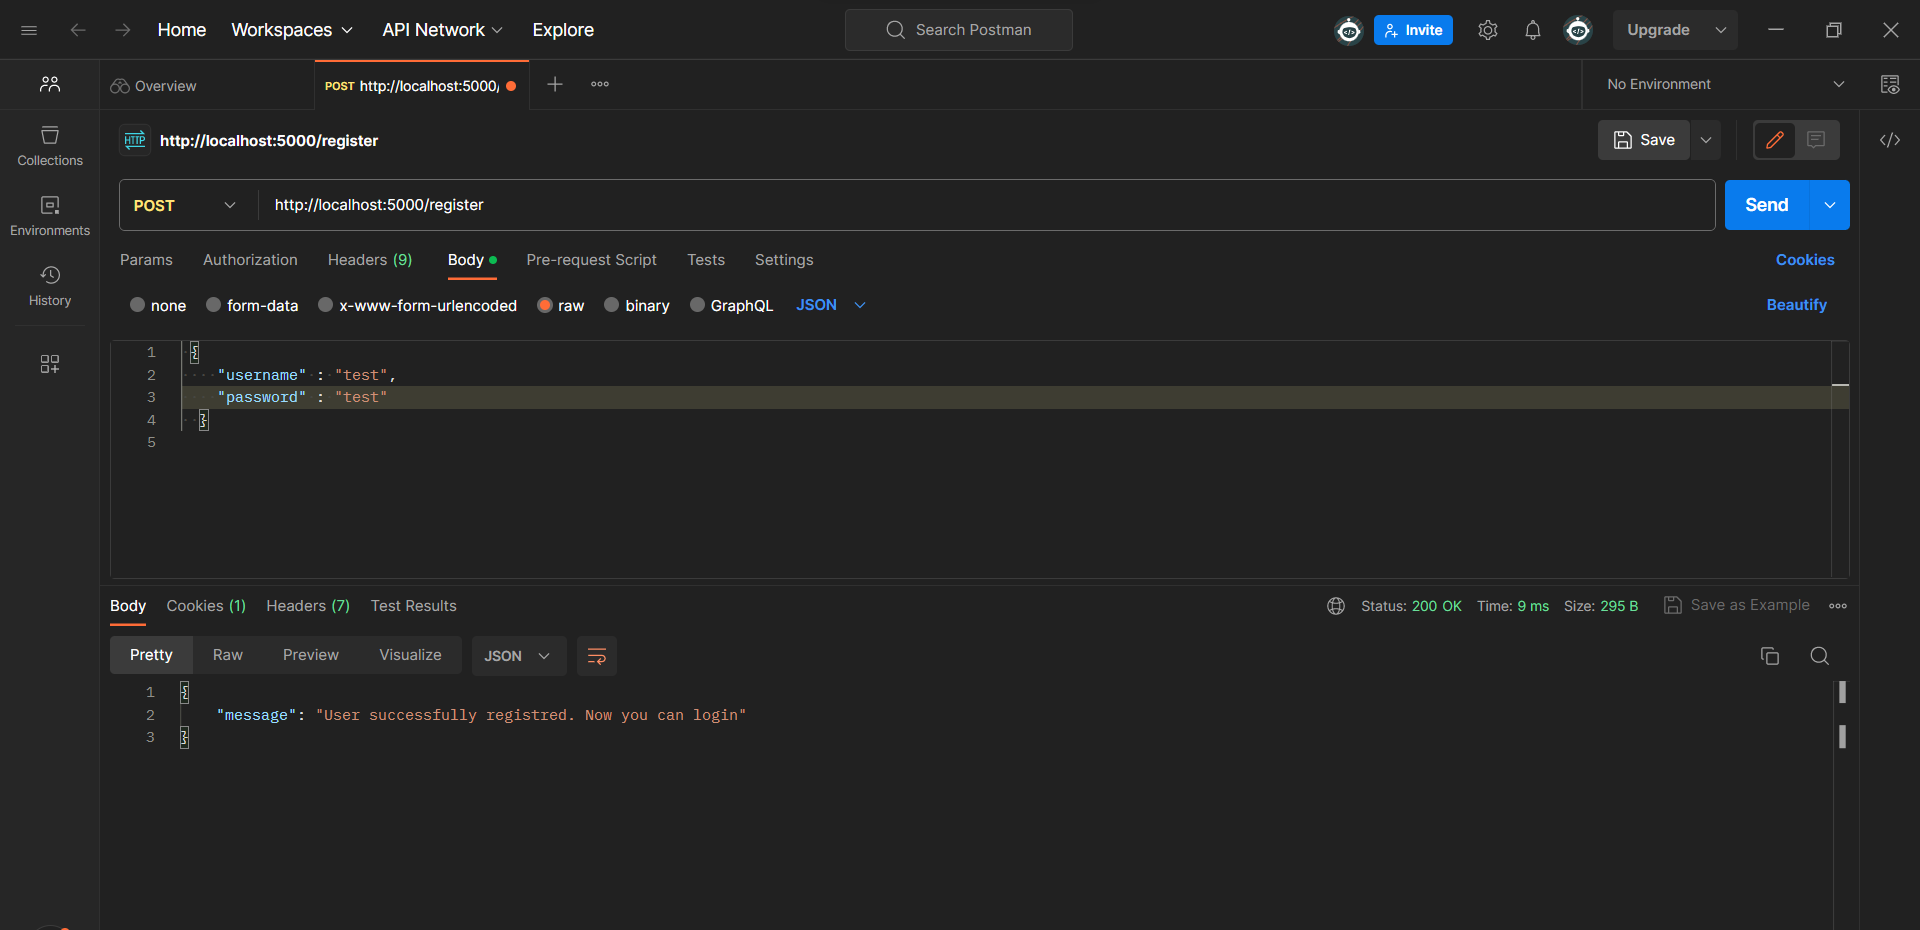 Home Workspaces API Network Explore Search Postman Invite Upgrade
Overview POST http://localhost:5000/ No Environment
HTTP http://localhost:5000/register Save
Collections
POST http://localhost:5000/register Send
Environments
Params Authorization Headers (9) Body Pre-request Script Tests Settings Cookies
History
none form-data x-www-form-urlencoded raw binary GraphQL JSON Beautify
1 {
2 "username" : "test",
3 "password" : "test"
4 }
5
Body Cookies (1) Headers (7) Test Results Status: 200 OK Time: 9 ms Size: 295 B Save as Example
Pretty Raw Preview Visualize JSON
1 {
2 "message": "User successfully registred. Now you can login"
3 }